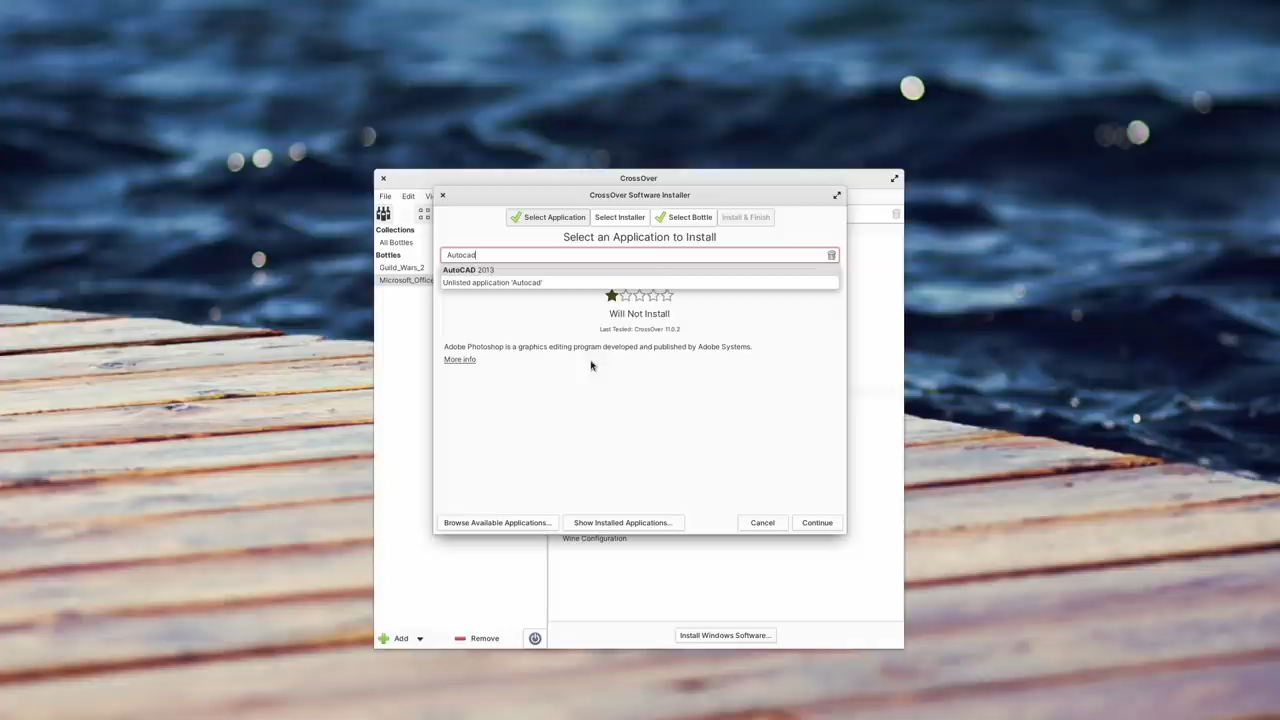 CrossOver
File Edit
CrossOver Software Installer
Select Application Select Installer Select Bottle Install & Finish
Select an Application to Install
Collections
All Bottles
Bottles
Guild_Wars_2
Microsoft_Office
Autocad
AutoCAD 2013
Unlisted application 'Autocad'
Will Not Install
Last Tested: CrossOver 11.0.2
Adobe Photoshop is a graphics editing program developed and published by Adobe Systems.
More info
Browse Available Applications... Show Installed Applications... Cancel Continue
Wine Configuration
Add Remove Install Windows Software...